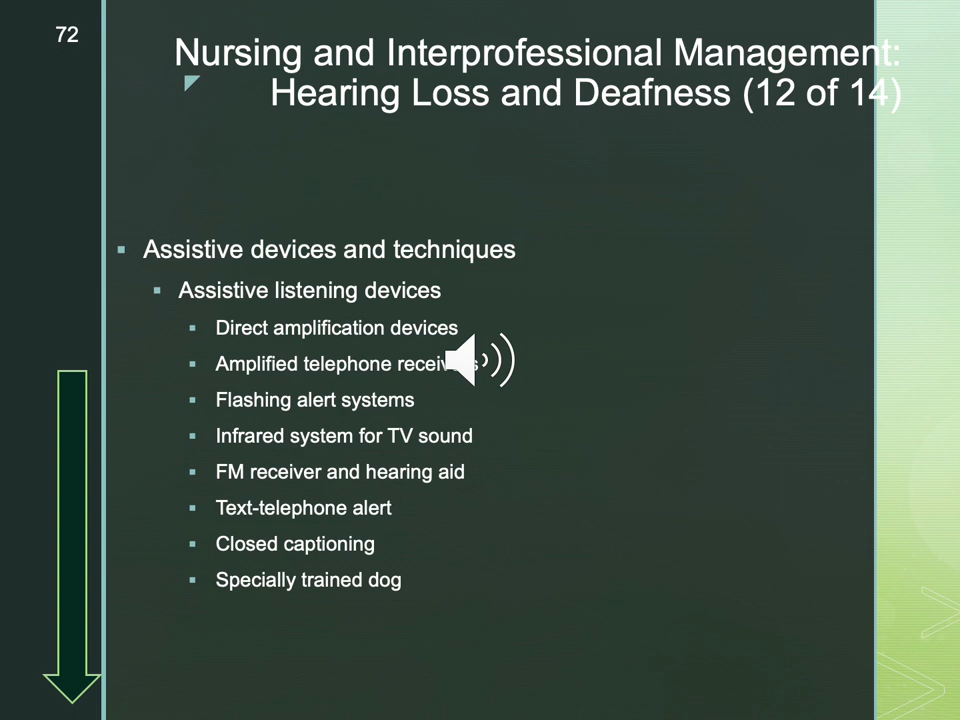 72
Nursing and Interprofessional Management:
Hearing Loss and Deafness (12 of 14)
Assistive devices and techniques
Assistive listening devices
Direct amplification devices
Amplified telephone receivers
Flashing alert systems
Infrared system for TV sound
FM receiver and hearing aid
Text-telephone alert
Closed captioning
Specially trained dog